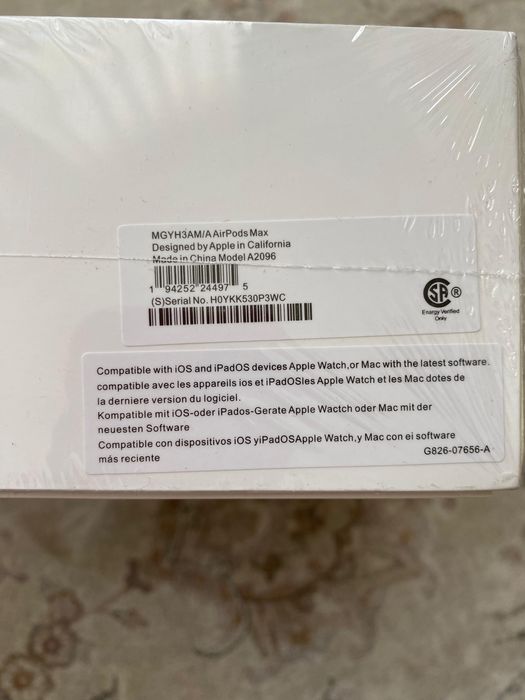 MGYH3AM/A AirPods Max
Designed by Apple in California
Made in China Model A2096
1 94252 24497 5
(S)Serial No. H0YKK530P3WC
SA ®
Energy Verified
Only
Compatible with iOS and iPadOS devices Apple Watch,or Mac with the latest software.
compatible avec les appareils ios et iPadOSles Apple Watch et les Mac dotes de
la derniere version du logiciel.
Kompatible mit iOS-oder iPados-Gerate Apple Wactch oder Mac mit der
neuesten Software
Compatible con dispositivos iOS yiPadOSApple Watch,y Mac con ei software
más reciente
G826-07656-A